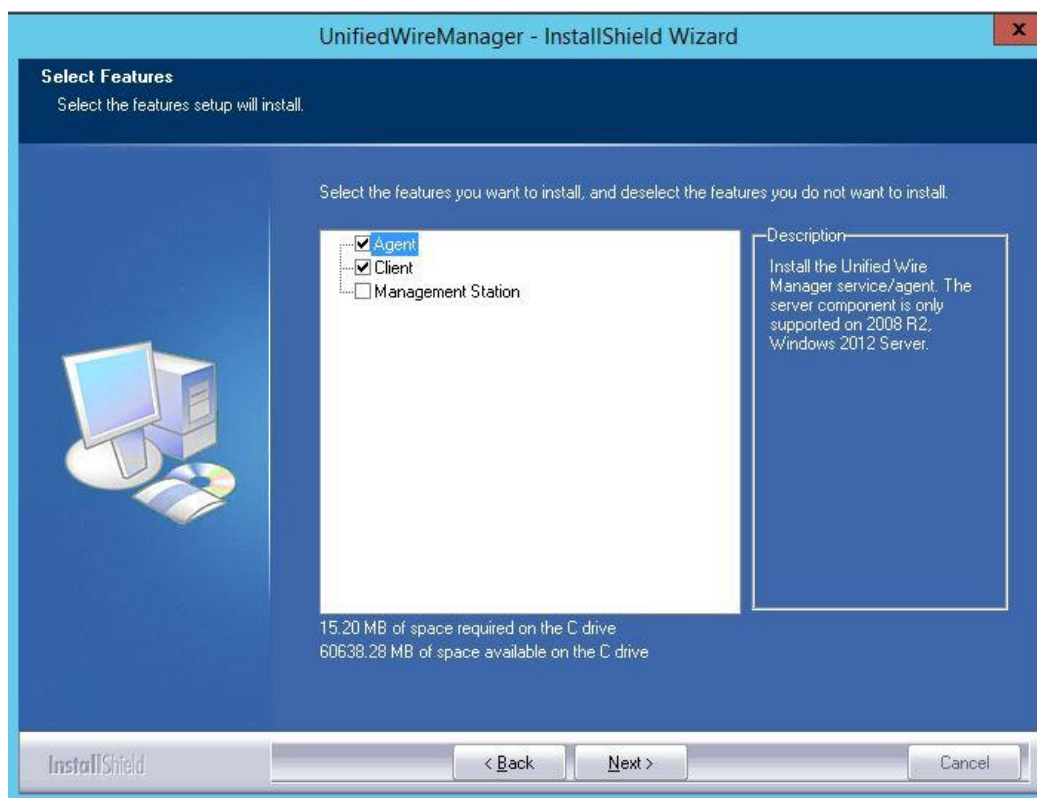 UnifiedWireManager - InstallShield Wizard
x
Select Features
Select the features setup will install.
Select the features you want to install, and deselect the features you do not want to install.
Agent
Client
Management Station
Description
Install the Unified Wire
Manager service/agent. The
server component is only
supported on 2008 R2,
Windows 2012 Server.
15.20 MB of space required on the C drive
60638.28 MB of space available on the C drive
InstallShield
< Back
Next >
Cancel